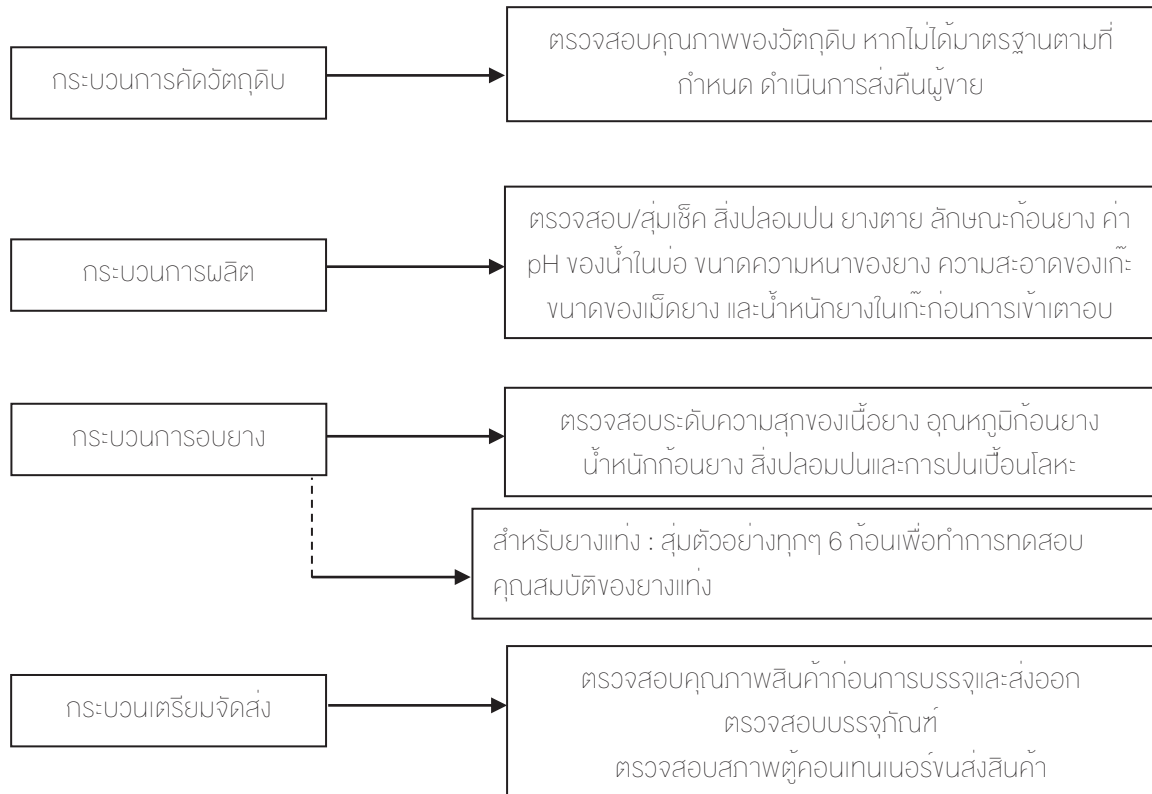 กระบวนการคัดวัตถุดิบ
ตรวจสอบคุณภาพของวัตถุดิบ หากไม่ได้มาตรฐานตามที่
กำหนด ดำเนินการส่งคืนผู้ขาย
กระบวนการผลิต
ตรวจสอบ/สุ่มเช็ค สิ่งปลอมปน ยางตาย ลักษณะก้อนยาง ค่า
pH ของน้ำในบ่อ ขนาดความหนาของยาง ความสะอาดของเก๊ะ
ขนาดของเม็ดยาง และน้ำหนักยางในเก๊ะก่อนการเข้าเตาอบ
กระบวนการอบยาง
ตรวจสอบระดับความสุกของเนื้อยาง อุณหภูมิก้อนยาง
น้ำหนักก้อนยาง สิ่งปลอมปนและการปนเปื้อนโลหะ
สำหรับยางแท่ง : สุ่มตัวอย่างทุกๆ 6 ก้อนเพื่อทำการทดสอบ
คุณสมบัติของยางแท่ง
กระบวนเตรียมจัดส่ง
ตรวจสอบคุณภาพสินค้าก่อนการบรรจุและส่งออก
ตรวจสอบบรรจุภัณฑ์
ตรวจสอบสภาพตู้คอนเทนเนอร์ขนส่งสินค้า